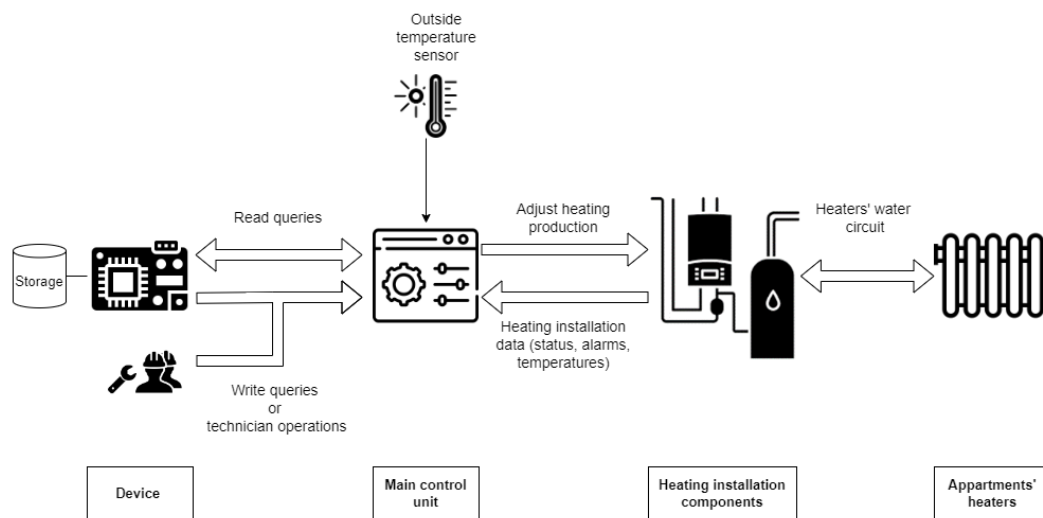 Outside
temperature
sensor
Read queries
Adjust heating
production
Heaters' water
circuit
Storage
Heating installation
data (status, alarms,
temperatures)
Write queries
or
technician operations
Device
Main control
unit
Heating installation
components
Appartments'
heaters